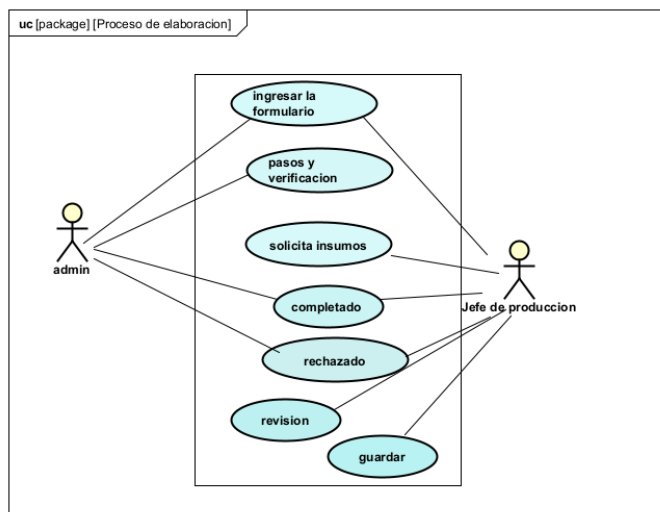 uc [package] [Proceso de elaboracion]
ingresar la
formulario
pasos y
verificacion
solicita insumos
admin
completado
Jefe de produccion
rechazado
revision
guardar